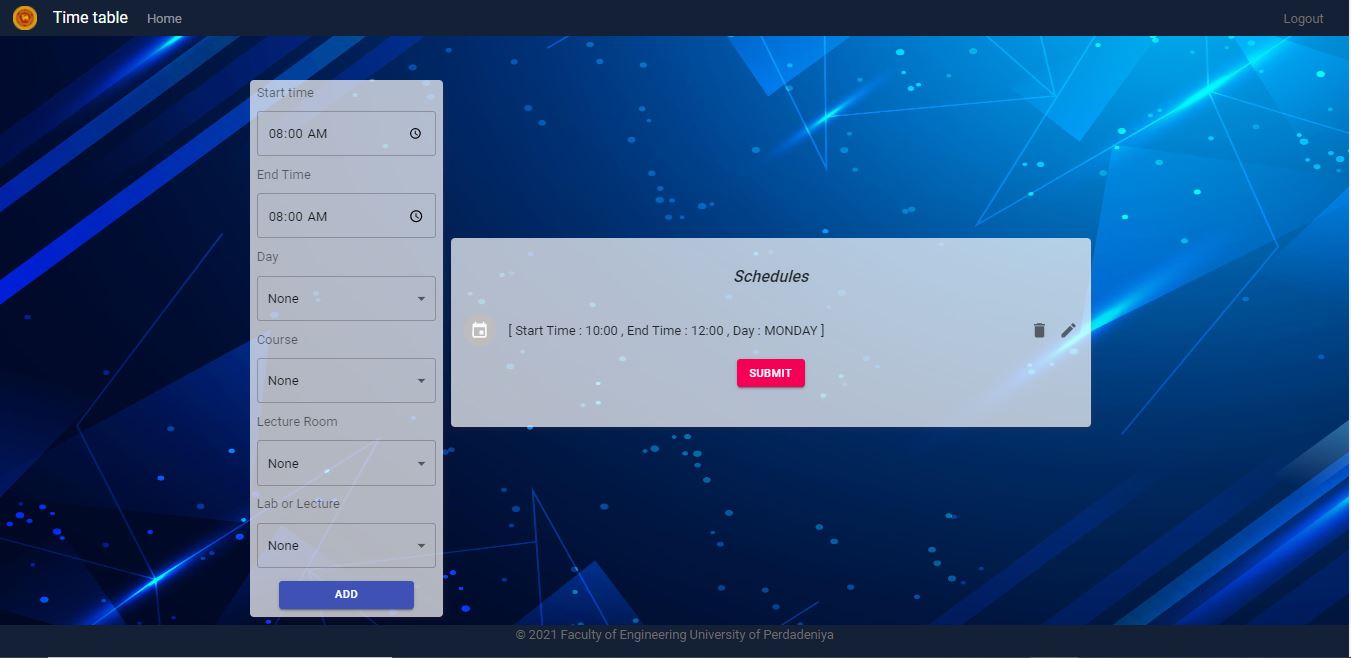 Time table Home Logout
Start time
08:00 AM
End Time
08:00 AM
Day
None
Course
None
Lecture Room
None
Lab or Lecture
None
ADD
Schedules
[ Start Time : 10:00 , End Time : 12:00 , Day : MONDAY ]
SUBMIT
© 2021 Faculty of Engineering University of Perdadeniya